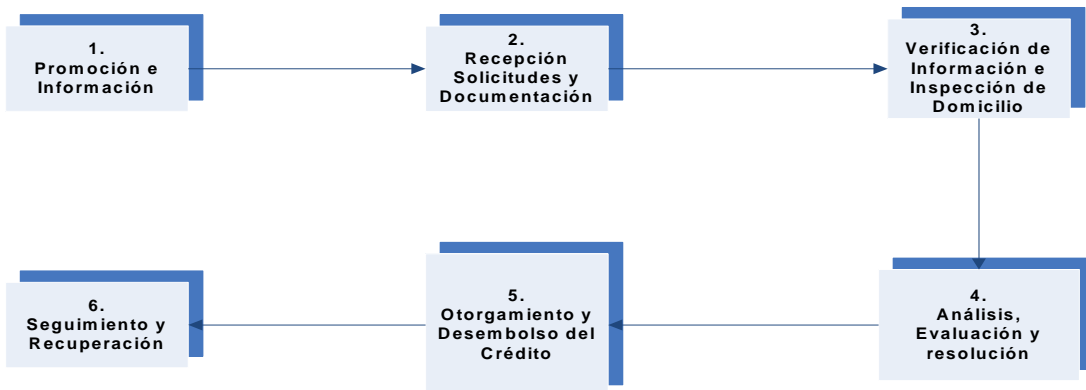 1.
Promoción e
Información
2.
Recepción
Solicitudes y
Documentación
3.
Verificación de
Información e
Inspección de
Domicilio
4.
Análisis,
Evaluación y
resolución
5.
Otorgamiento y
Desembolso del
Crédito
6.
Seguimiento y
Recuperación